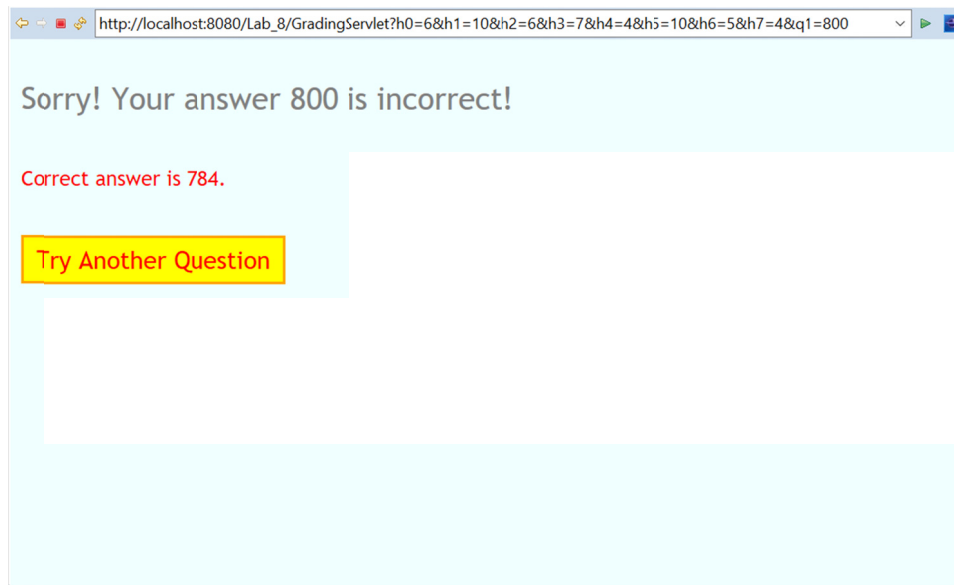 http://localhost:8080/Lab_8/GradingServlet?h0=6&h1=10&h2=6&h3=7&h4=4&h5=10&h6=5&h7=4&q1=800
Sorry! Your answer 800 is incorrect!
Correct answer is 784.
Try Another Question